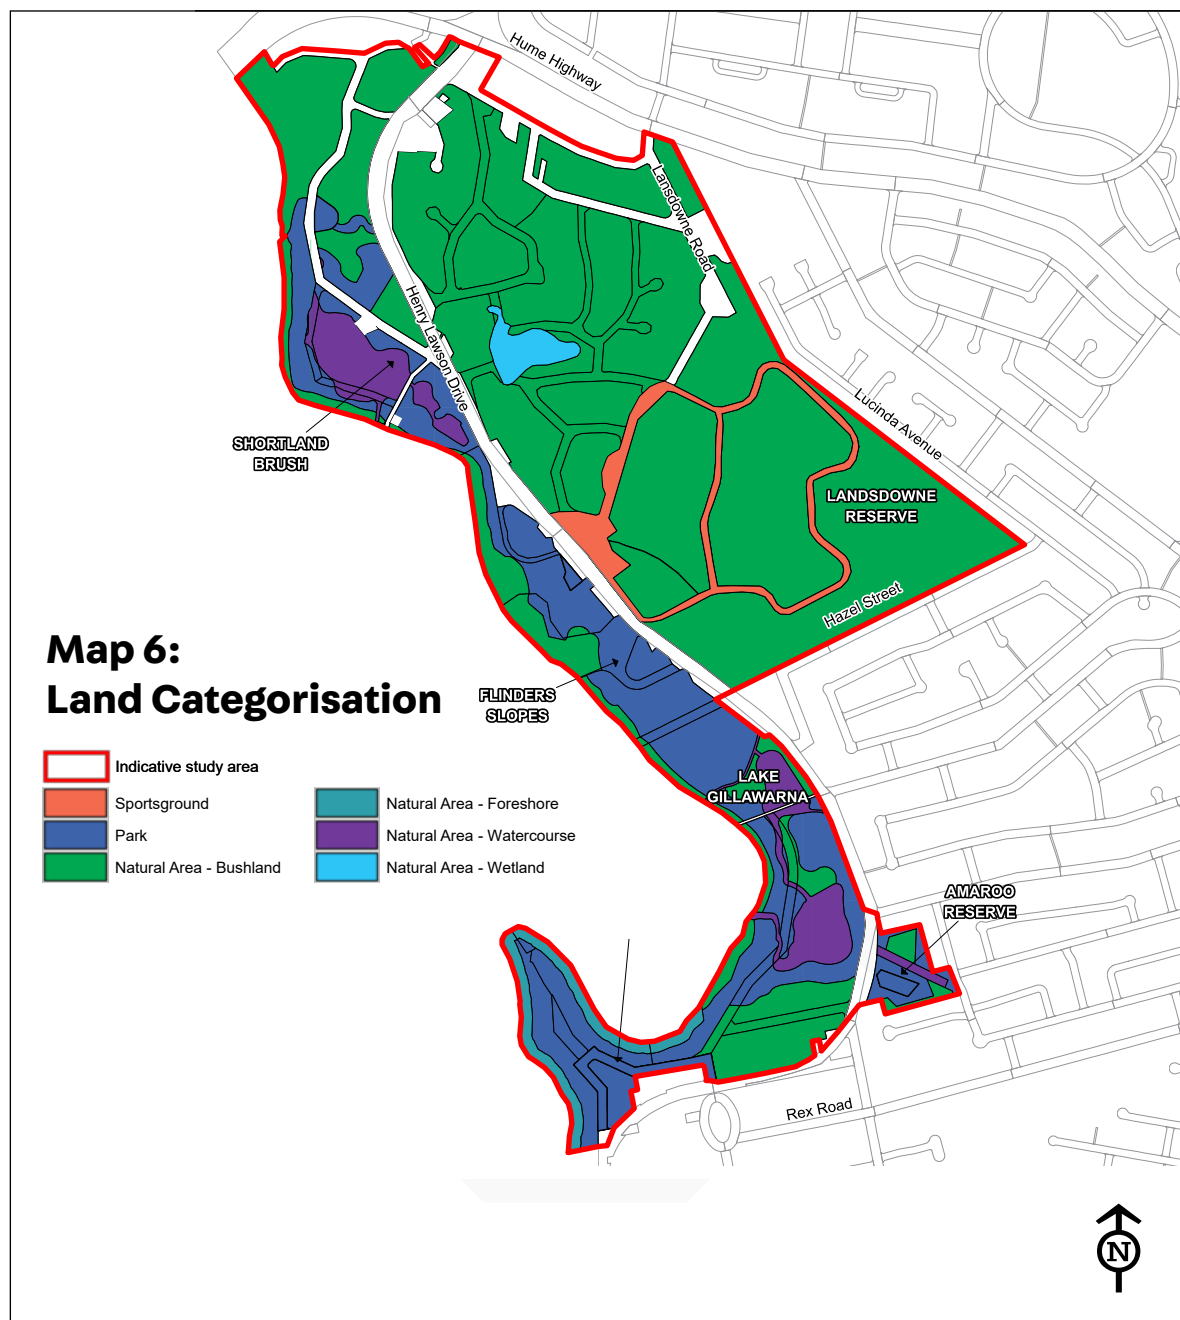 Hume Highway
Lansdowne Road
Henry Lawson Drive
Lucinda Avenue
SHORTLAND
BRUSH
LANDSDOWNE
RESERVE
Hazel Street
Map 6:
Land Categorisation
FLINDERS
SLOPES
Indicative study area
Sportsground
Park
Natural Area - Bushland
Natural Area - Foreshore
Natural Area - Watercourse
Natural Area - Wetland
LAKE
GILLAWARNA
AMAROO
RESERVE
Rex Road
N